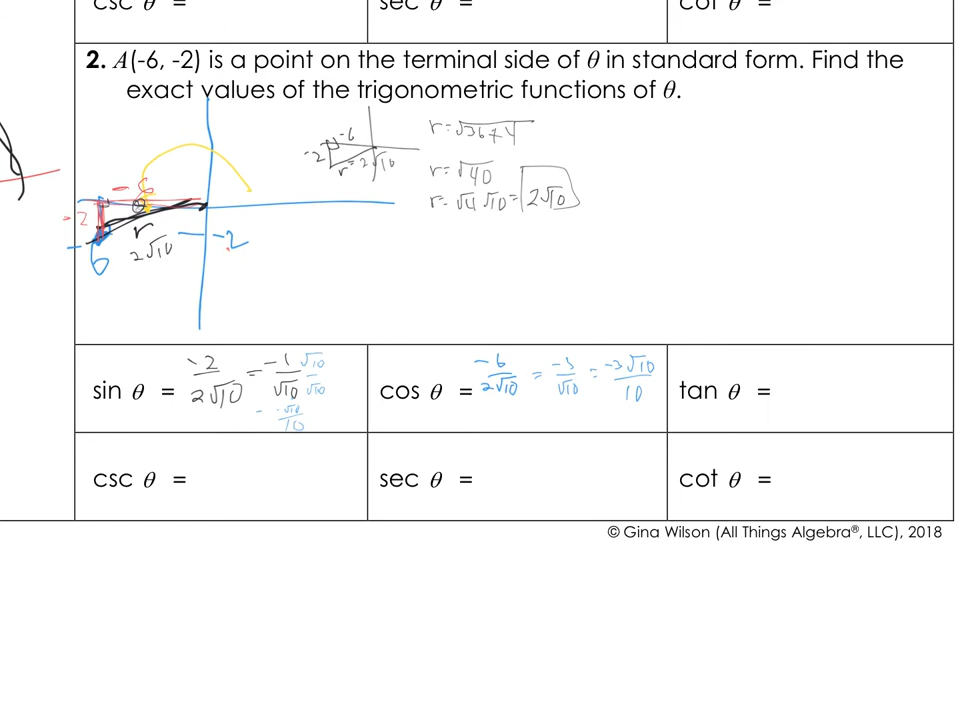 csc θ = sec θ = cot θ =
2. A(-6, -2) is a point on the terminal side of θ in standard form. Find the
exact values of the trigonometric functions of θ.
-6
-2
r = 2√10
r = √36+4
r = √40
r = √4 √10 = 2√10
-2
r
2√10
6
-2
sin θ = -2/2√10 = -1/√10 √10/√10 = -√10/10
cos θ = -6/2√10 = -3/√10 = -3√10/10
tan θ =
csc θ =
sec θ =
cot θ =
© Gina Wilson (All Things Algebra®, LLC), 2018